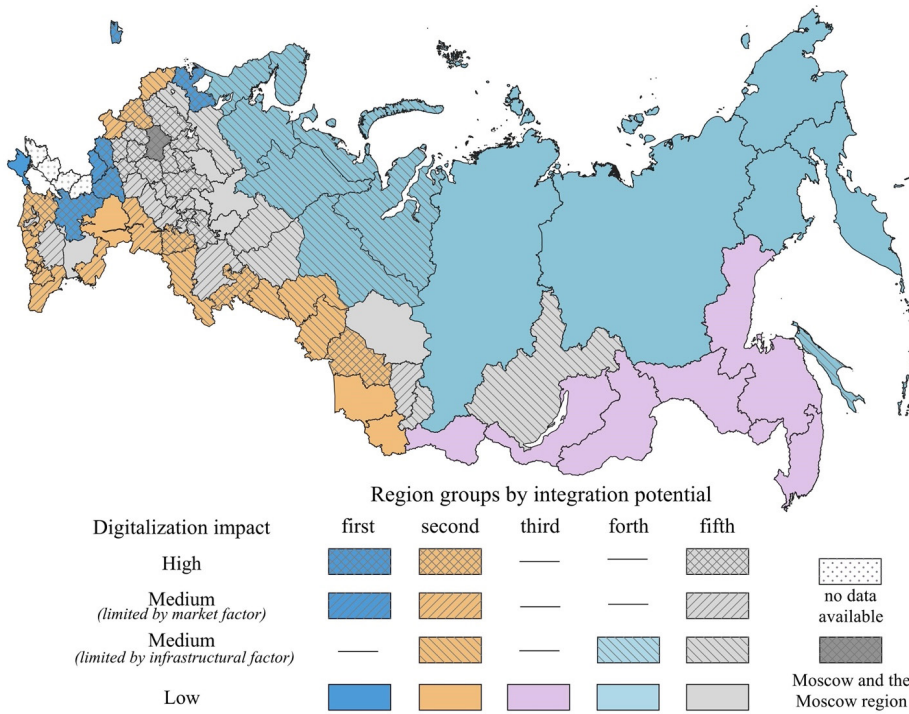 Region groups by integration potential
Digitalization impact first second third forth fifth
High — —
Medium — —
(limited by market factor)
Medium — —
(limited by infrastructural factor)
Low
no data
available
Moscow and the
Moscow region